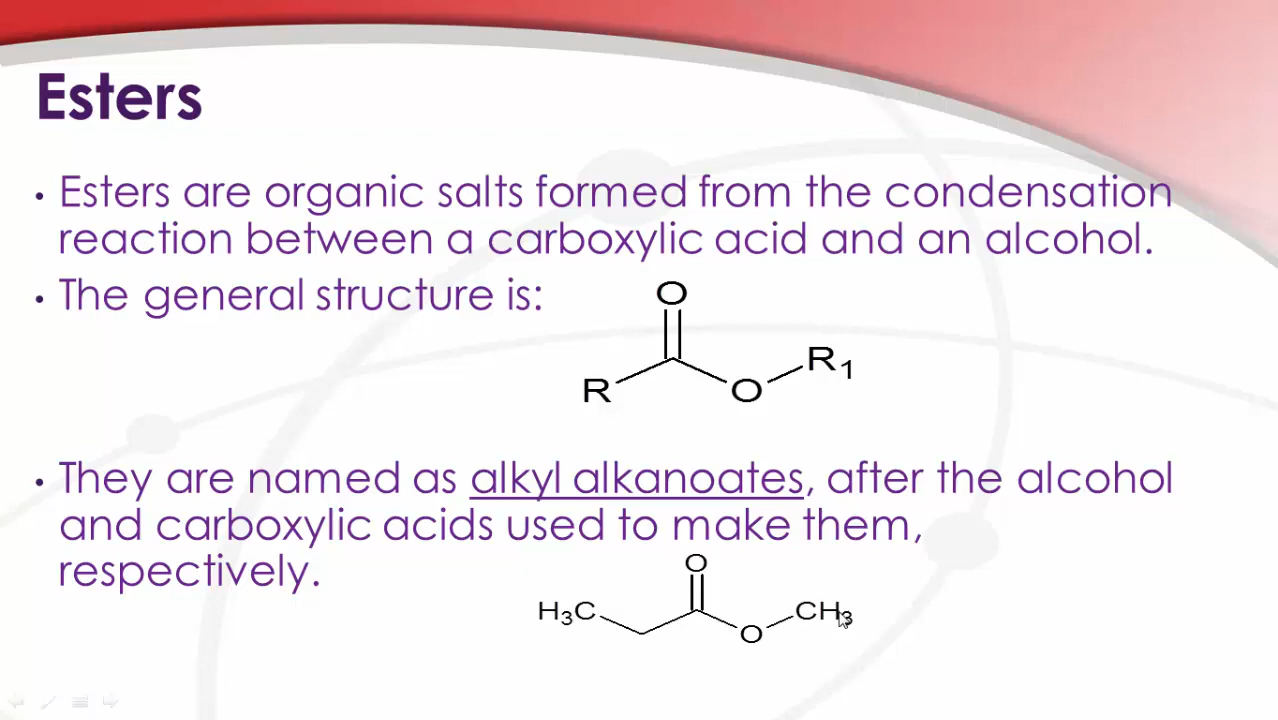 Esters
• Esters are organic salts formed from the condensation
reaction between a carboxylic acid and an alcohol.
• The general structure is:
O
R O R1
• They are named as alkyl alkanoates, after the alcohol
and carboxylic acids used to make them,
respectively.
O
H3C O CH3